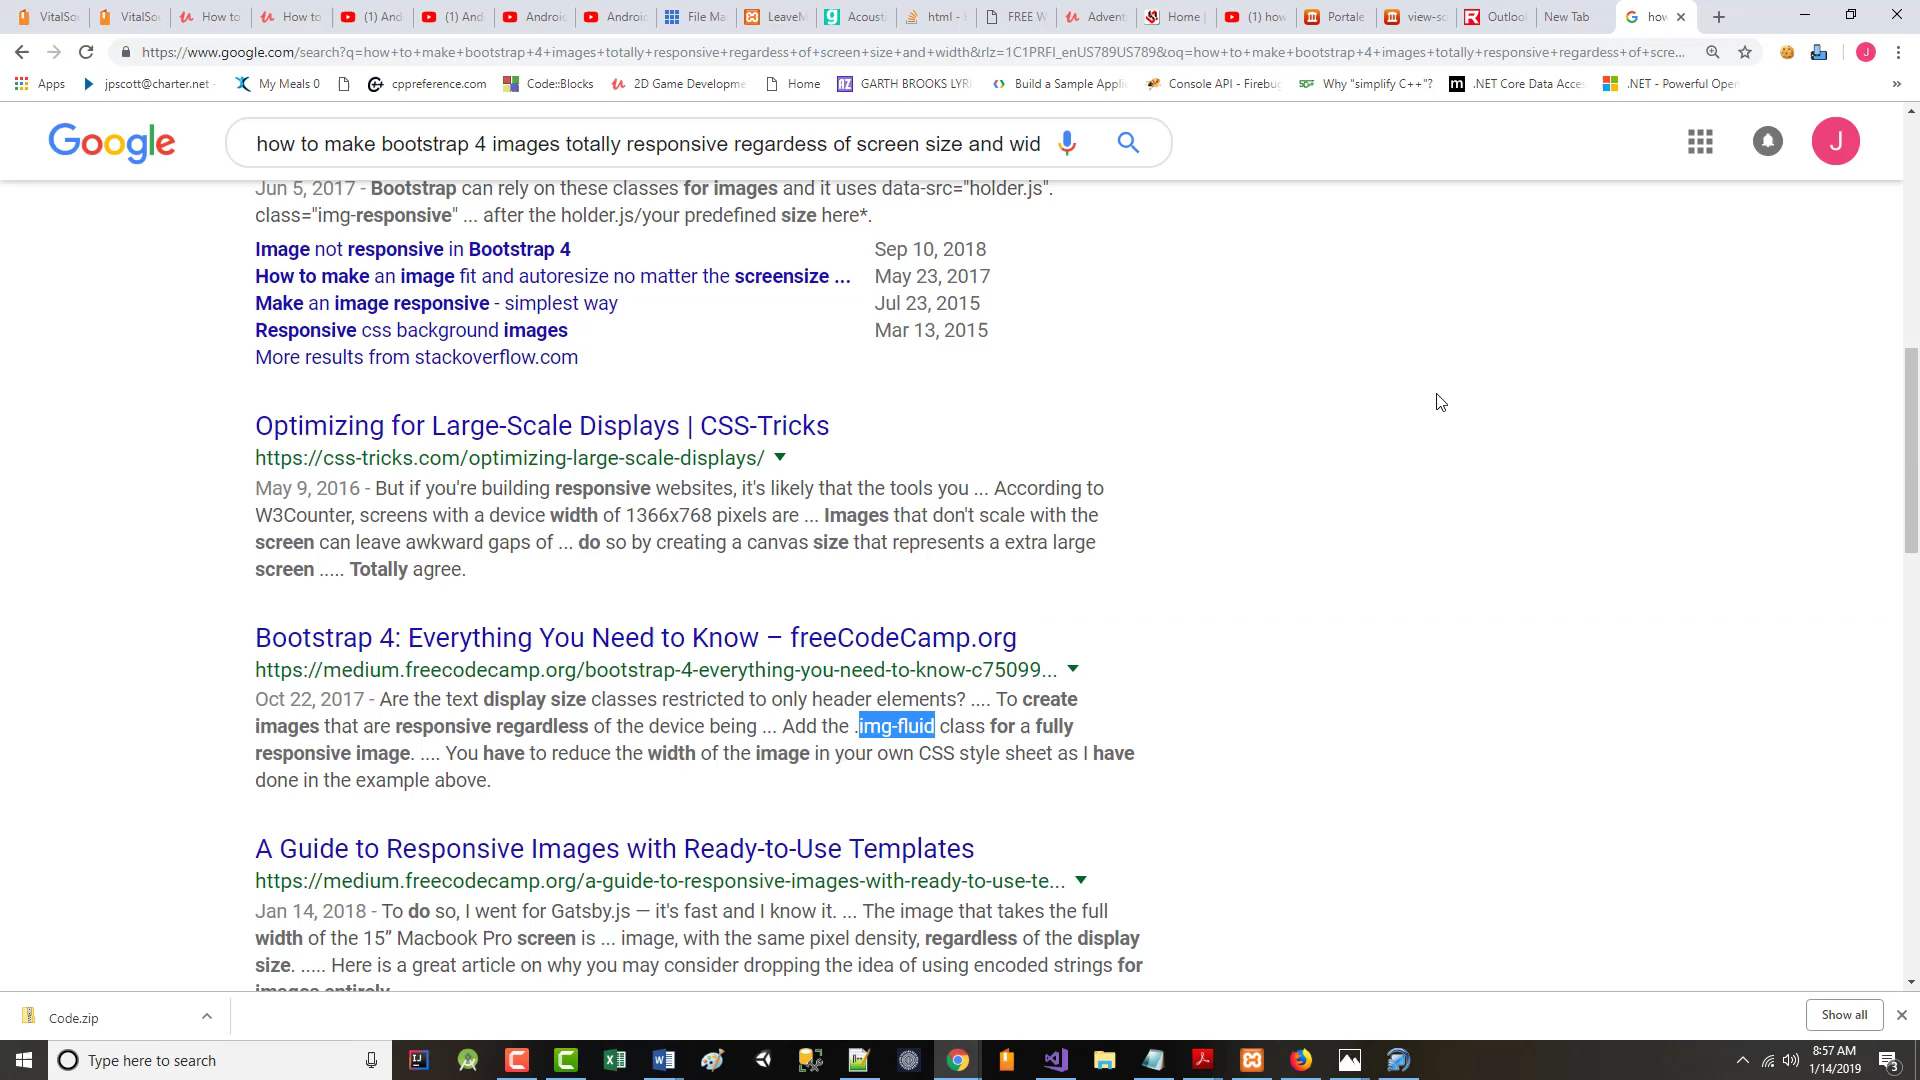 VitalSou
VitalSou
How to
How to
(1) And
(1) And
Androic
Androic
File Ma
LeaveM
Acoust
html -
FREE W
Advent
Home
(1) how
Portale
view-so
Outloo
New Tab
how
https://www.google.com/search?q=how+to+make+bootstrap+4+images+totally+responsive+regardess+of+screen+size+and+width&rlz=1C1PRFI_enUS789US789&oq=how+to+make+bootstrap+4+images+totally+responsive+regardess+of+scre...
Apps
jpscott@charter.net -
My Meals 0
cppreference.com
Code::Blocks
2D Game Developme
Home
GARTH BROOKS LYRI
Build a Sample Appli
Console API - Firebug
Why "simplify C++"?
.NET Core Data Acces
.NET - Powerful Open
»
Google
how to make bootstrap 4 images totally responsive regardess of screen size and wid
J
Jun 5, 2017 - Bootstrap can rely on these classes for images and it uses data-src="holder.js".
class="img-responsive" ... after the holder.js/your predefined size here*.
Image not responsive in Bootstrap 4 Sep 10, 2018
How to make an image fit and autoresize no matter the screensize ... May 23, 2017
Make an image responsive - simplest way Jul 23, 2015
Responsive css background images Mar 13, 2015
More results from stackoverflow.com
Optimizing for Large-Scale Displays | CSS-Tricks
https://css-tricks.com/optimizing-large-scale-displays/
May 9, 2016 - But if you're building responsive websites, it's likely that the tools you ... According to
W3Counter, screens with a device width of 1366x768 pixels are ... Images that don't scale with the
screen can leave awkward gaps of ... do so by creating a canvas size that represents a extra large
screen ..... Totally agree.
Bootstrap 4: Everything You Need to Know – freeCodeCamp.org
https://medium.freecodecamp.org/bootstrap-4-everything-you-need-to-know-c75099...
Oct 22, 2017 - Are the text display size classes restricted to only header elements? .... To create
images that are responsive regardless of the device being ... Add the .img-fluid class for a fully
responsive image. .... You have to reduce the width of the image in your own CSS style sheet as I have
done in the example above.
A Guide to Responsive Images with Ready-to-Use Templates
https://medium.freecodecamp.org/a-guide-to-responsive-images-with-ready-to-use-te...
Jan 14, 2018 - To do so, I went for Gatsby.js — it's fast and I know it. ... The image that takes the full
width of the 15” Macbook Pro screen is ... image, with the same pixel density, regardless of the display
size. ..... Here is a great article on why you may consider dropping the idea of using encoded strings for
images entirely
Code.zip
Show all
Type here to search
8:57 AM
1/14/2019
3